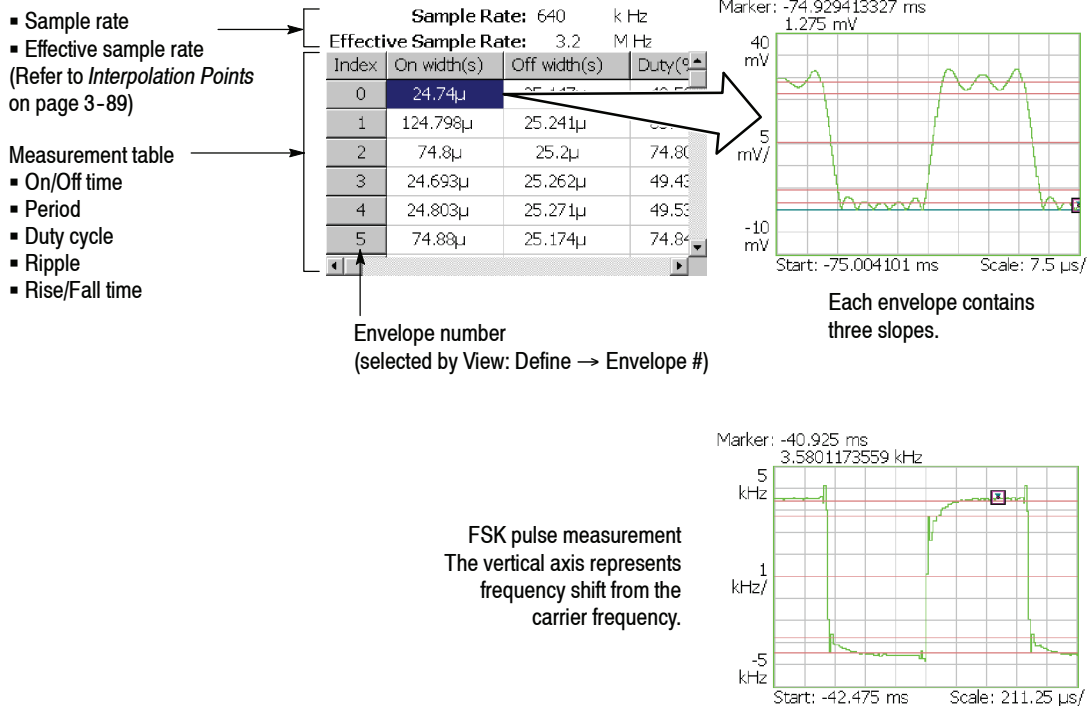 ▪ Sample rate
▪ Effective sample rate
(Refer to Interpolation Points
on page 3-89)
Measurement table
▪ On/Off time
▪ Period
▪ Duty cycle
▪ Ripple
▪ Rise/Fall time
Sample Rate: 640 k Hz
Effective Sample Rate: 3.2 M Hz
Index On width(s) Off width(s) Duty(%
0 24.74µ
1 124.798µ 25.241µ
2 74.8µ 25.2µ 74.80
3 24.693µ 25.262µ 49.43
4 24.803µ 25.271µ 49.53
5 74.88µ 25.174µ 74.84
Envelope number
(selected by View: Define → Envelope #)
Marker: -74.929413327 ms
1.275 mV
40
mV
5
mV/
-10
mV
Start: -75.004101 ms Scale: 7.5 µs/
Each envelope contains
three slopes.
FSK pulse measurement
The vertical axis represents
frequency shift from the
carrier frequency.
Marker: -40.925 ms
3.5801173559 kHz
5
kHz
1
kHz/
-5
kHz
Start: -42.475 ms Scale: 211.25 µs/